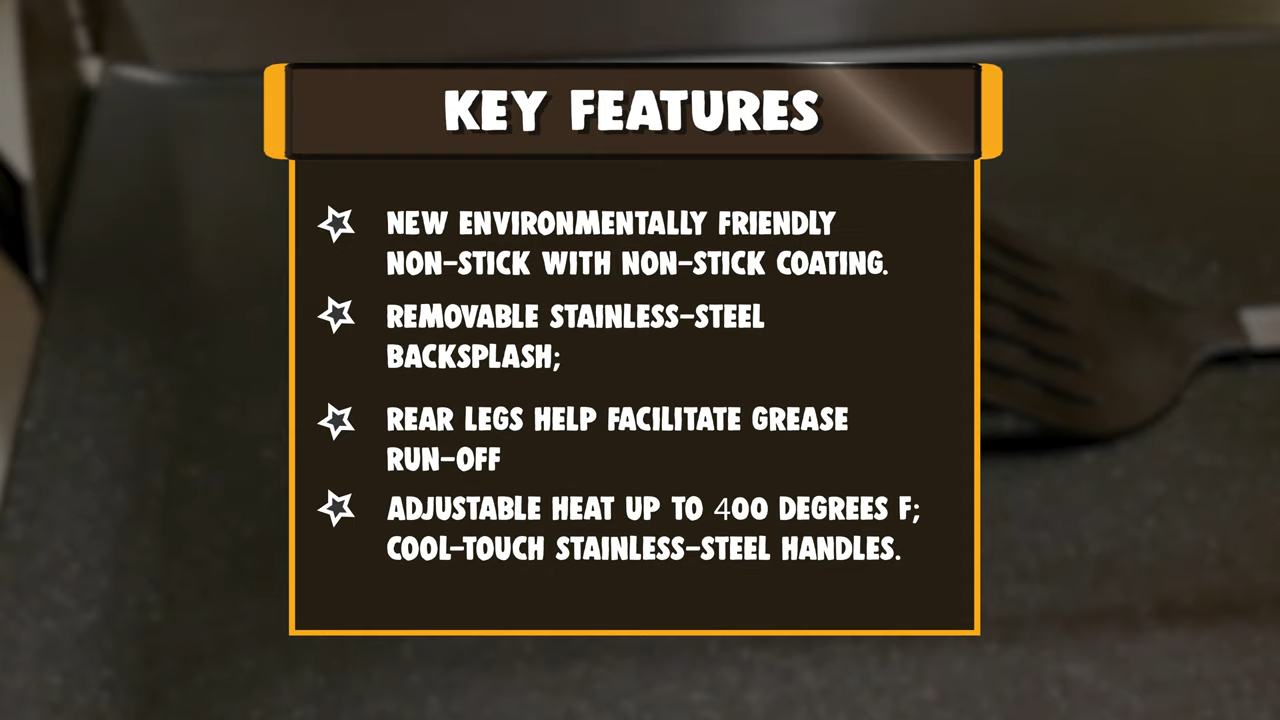 KEY FEATURES
NEW ENVIRONMENTALLY FRIENDLY
NON-STICK WITH NON-STICK COATING.
REMOVABLE STAINLESS-STEEL
BACKSPLASH;
REAR LEGS HELP FACILITATE GREASE
RUN-OFF
ADJUSTABLE HEAT UP TO 400 DEGREES F;
COOL-TOUCH STAINLESS-STEEL HANDLES.